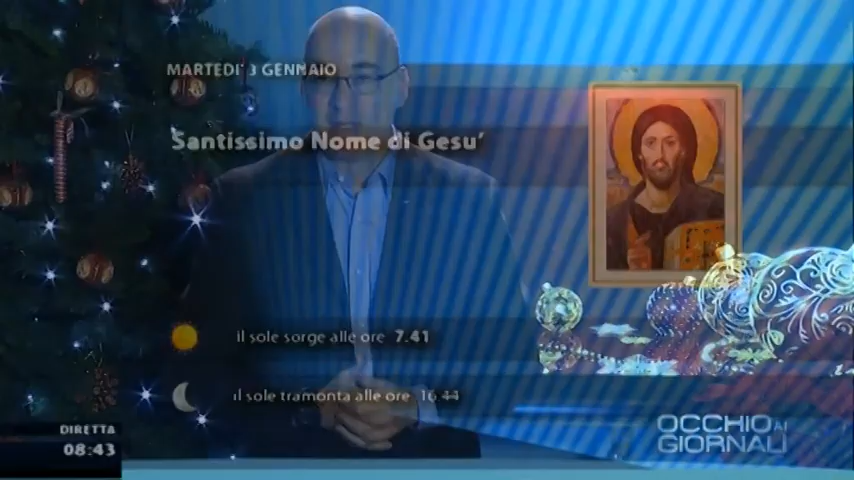 MARTEDI' 3 GENNAIO
Santissimo Nome di Gesu'
il sole sorge alle ore 7.41
il sole tramonta alle ore 16.44
DIRETTA
08:43
OCCHIO AI
GIORNALI